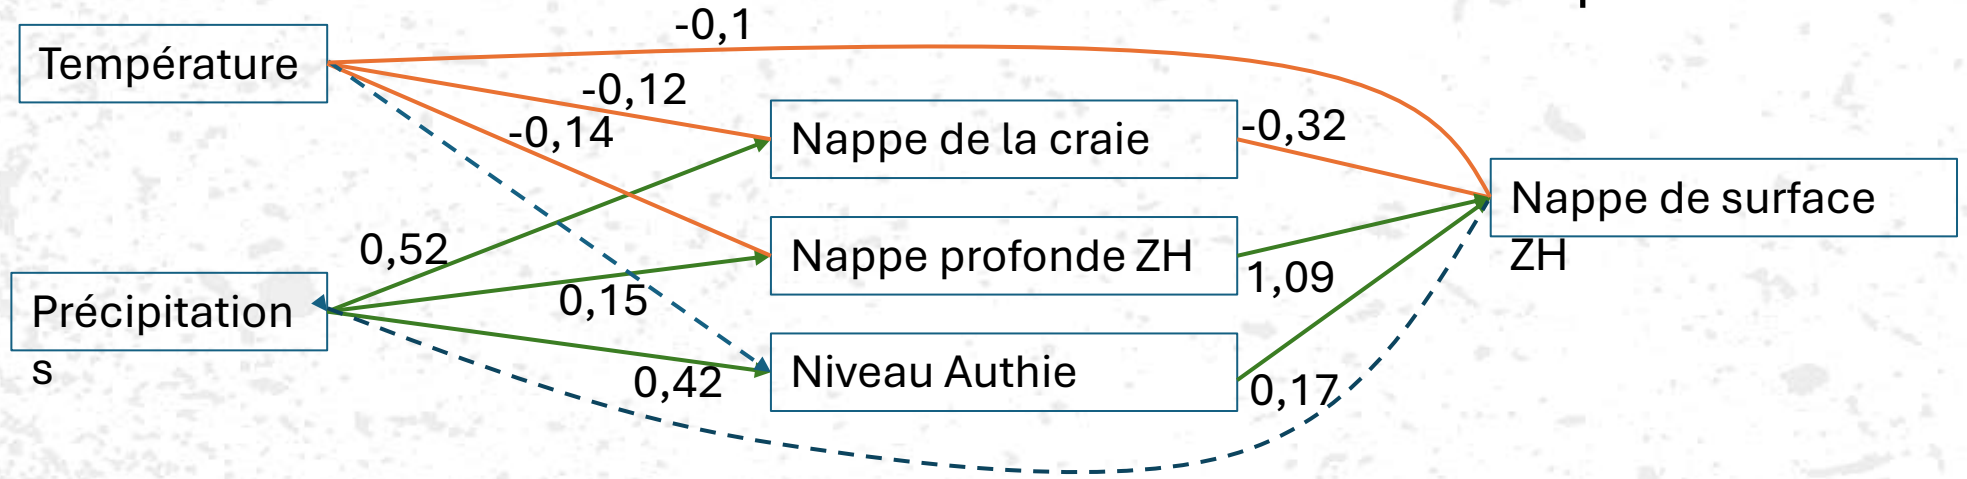 -0,1
Température
-0,12
-0,14
Nappe de la craie
-0,32
Nappe de surface
ZH
0,52
Nappe profonde ZH
1,09
Précipitation
s
0,15
Niveau Authie
0,42
0,17